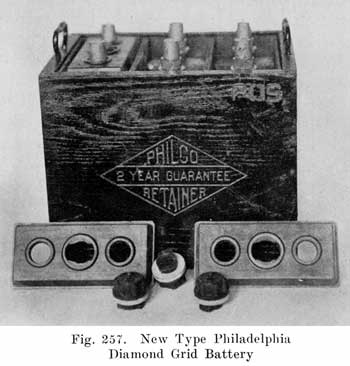 POS
PHILCO
2 YEAR GUARANTEE
RETAINER
Fig. 257. New Type Philadelphia
Diamond Grid Battery